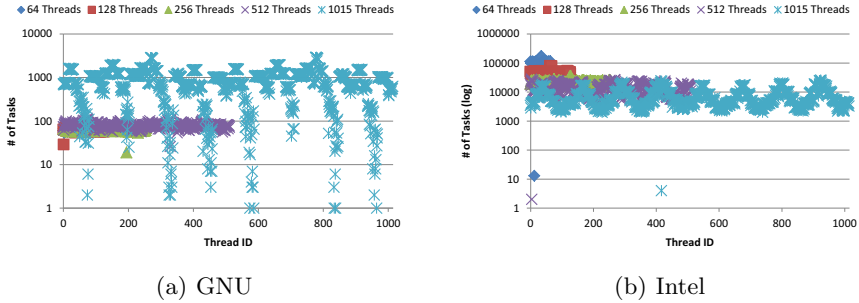 64 Threads 128 Threads 256 Threads 512 Threads 1015 Threads
10000
1000
100
10
1
# of Tasks
0 200 400 600 800 1000
Thread ID
(a) GNU
64 Threads 128 Threads 256 Threads 512 Threads 1015 Threads
1000000
100000
10000
1000
100
10
1
# of Tasks (log)
0 200 400 600 800 1000
Thread ID
(b) Intel